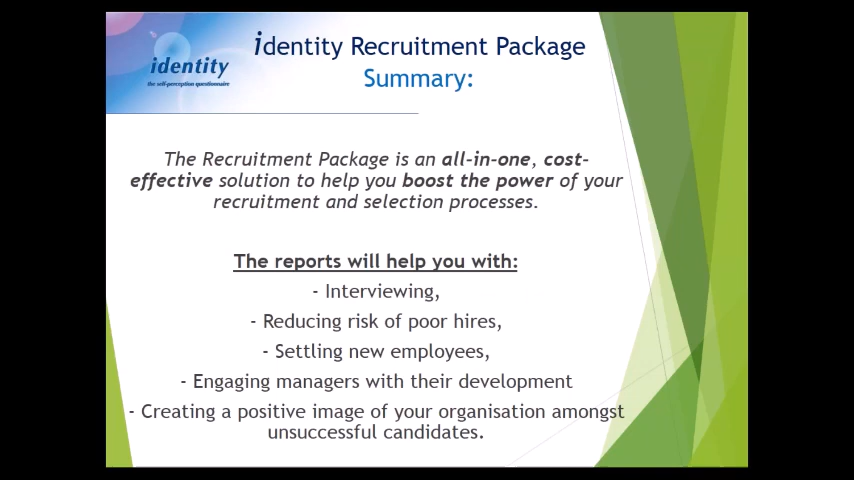 identity
the self-perception questionnaire
identity Recruitment Package
Summary:
The Recruitment Package is an all-in-one, cost-
effective solution to help you boost the power of your
recruitment and selection processes.
The reports will help you with:
- Interviewing,
- Reducing risk of poor hires,
- Settling new employees,
- Engaging managers with their development
- Creating a positive image of your organisation amongst
unsuccessful candidates.